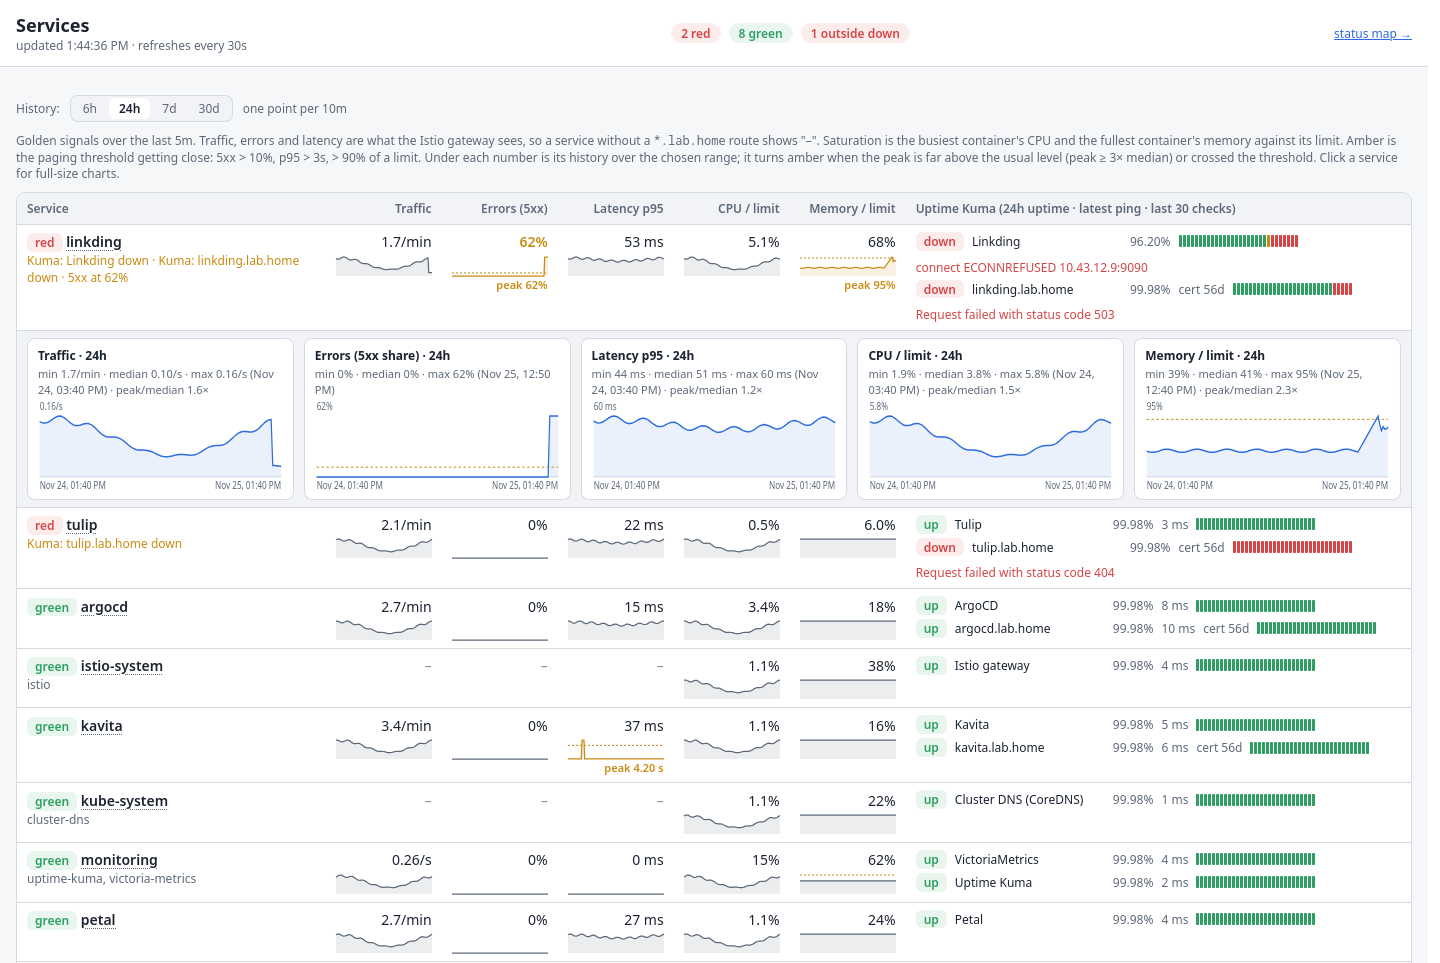 Services
updated 1:44:36 PM · refreshes every 30s
2 red
8 green
1 outside down
status map →
History:
6h
24h
7d
30d
one point per 10m
Golden signals over the last 5m. Traffic, errors and latency are what the Istio gateway sees, so a service without a *.lab.home route shows "–". Saturation is the busiest container's CPU and the fullest container's memory against its limit. Amber is
the paging threshold getting close: 5xx > 10%, p95 > 3s, > 90% of a limit. Under each number is its history over the chosen range; it turns amber when the peak is far above the usual level (peak ≥ 3× median) or crossed the threshold. Click a service
for full-size charts.
Service Traffic Errors (5xx) Latency p95 CPU / limit Memory / limit Uptime Kuma (24h uptime · latest ping · last 30 checks)
red linkding 1.7/min 62% 53 ms 5.1% 68% down Linkding 96.20%
Kuma: Linkding down · Kuma: linkding.lab.home
down · 5xx at 62%
peak 62%
peak 95%
connect ECONNREFUSED 10.43.12.9:9090
down linkding.lab.home 99.98% cert 56d
Request failed with status code 503
Traffic · 24h
min 1.7/min · median 0.10/s · max 0.16/s (Nov
24, 03:40 PM) · peak/median 1.6×
0.16/s
Nov 24, 01:40 PM Nov 25, 01:40 PM
Errors (5xx share) · 24h
min 0% · median 0% · max 62% (Nov 25, 12:50
PM)
62%
Nov 24, 01:40 PM Nov 25, 01:40 PM
Latency p95 · 24h
min 44 ms · median 51 ms · max 60 ms (Nov
24, 03:40 PM) · peak/median 1.2×
60 ms
Nov 24, 01:40 PM Nov 25, 01:40 PM
CPU / limit · 24h
min 1.9% · median 3.8% · max 5.8% (Nov 24,
03:40 PM) · peak/median 1.5×
5.8%
Nov 24, 01:40 PM Nov 25, 01:40 PM
Memory / limit · 24h
min 39% · median 41% · max 95% (Nov 25,
12:40 PM) · peak/median 2.3×
95%
Nov 24, 01:40 PM Nov 25, 01:40 PM
red tulip 2.1/min 0% 22 ms 0.5% 6.0% up Tulip 99.98% 3 ms
Kuma: tulip.lab.home down
down tulip.lab.home 99.98% cert 56d
Request failed with status code 404
green argocd 2.7/min 0% 15 ms 3.4% 18% up ArgoCD 99.98% 8 ms
up argocd.lab.home 99.98% 10 ms cert 56d
green istio-system – – – 1.1% 38% up Istio gateway 99.98% 4 ms
istio
green kavita 3.4/min 0% 37 ms 1.1% 16% up Kavita 99.98% 5 ms
up kavita.lab.home 99.98% 6 ms cert 56d
peak 4.20 s
green kube-system – – – 1.1% 22% up Cluster DNS (CoreDNS) 99.98% 1 ms
cluster-dns
green monitoring 0.26/s 0% 0 ms 15% 62% up VictoriaMetrics 99.98% 4 ms
uptime-kuma, victoria-metrics
up Uptime Kuma 99.98% 2 ms
green petal 2.7/min 0% 27 ms 1.1% 24% up Petal 99.98% 4 ms